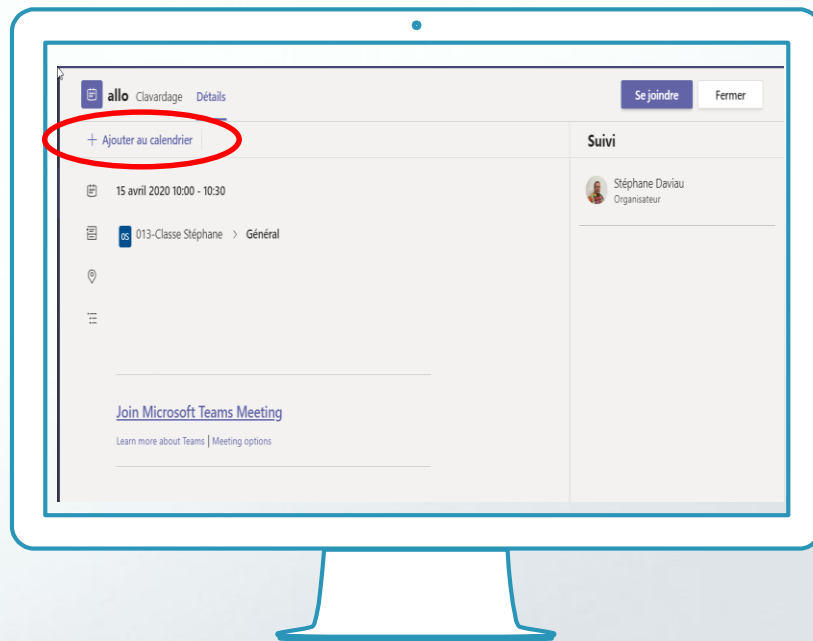 allo Clavardage Détails
Se joindre Fermer
+ Ajouter au calendrier
Suivi
15 avril 2020 10:00 - 10:30
Stéphane Daviau
Organisateur
OS 013-Classe Stéphane > Général
Join Microsoft Teams Meeting
Learn more about Teams | Meeting options